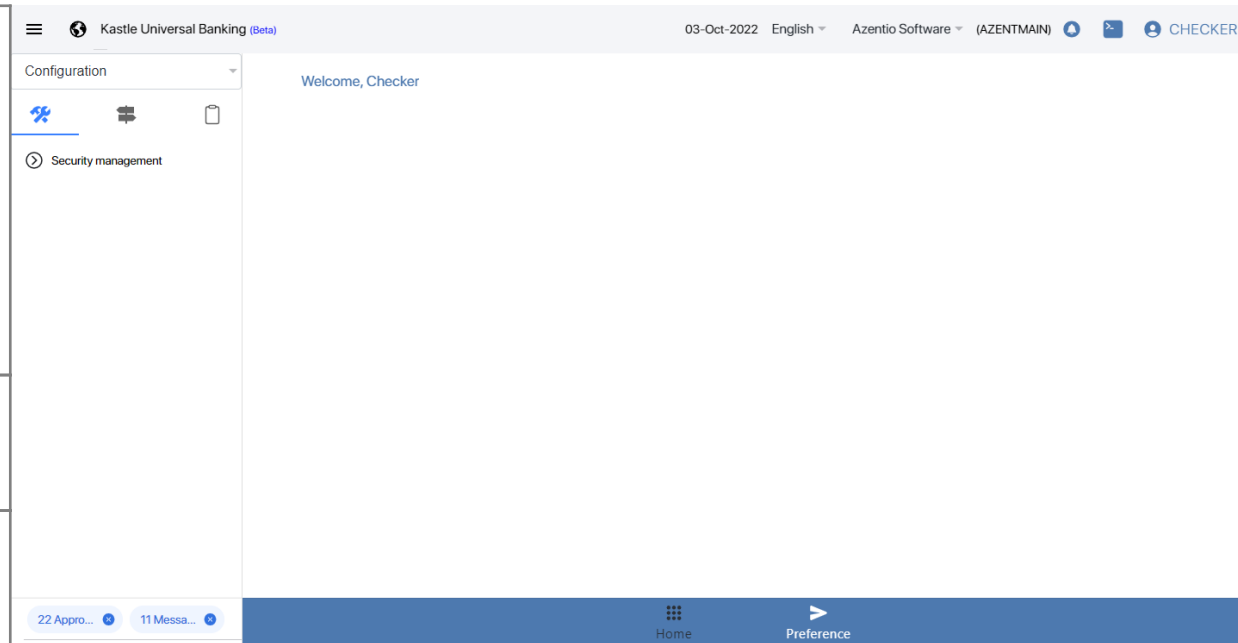 Kastle Universal Banking (Beta) 03-Oct-2022 English Azentio Software (AZENTMAIN) CHECKER
Configuration
Welcome, Checker
Security management
22 Appro... 11 Messa...
Home Preference